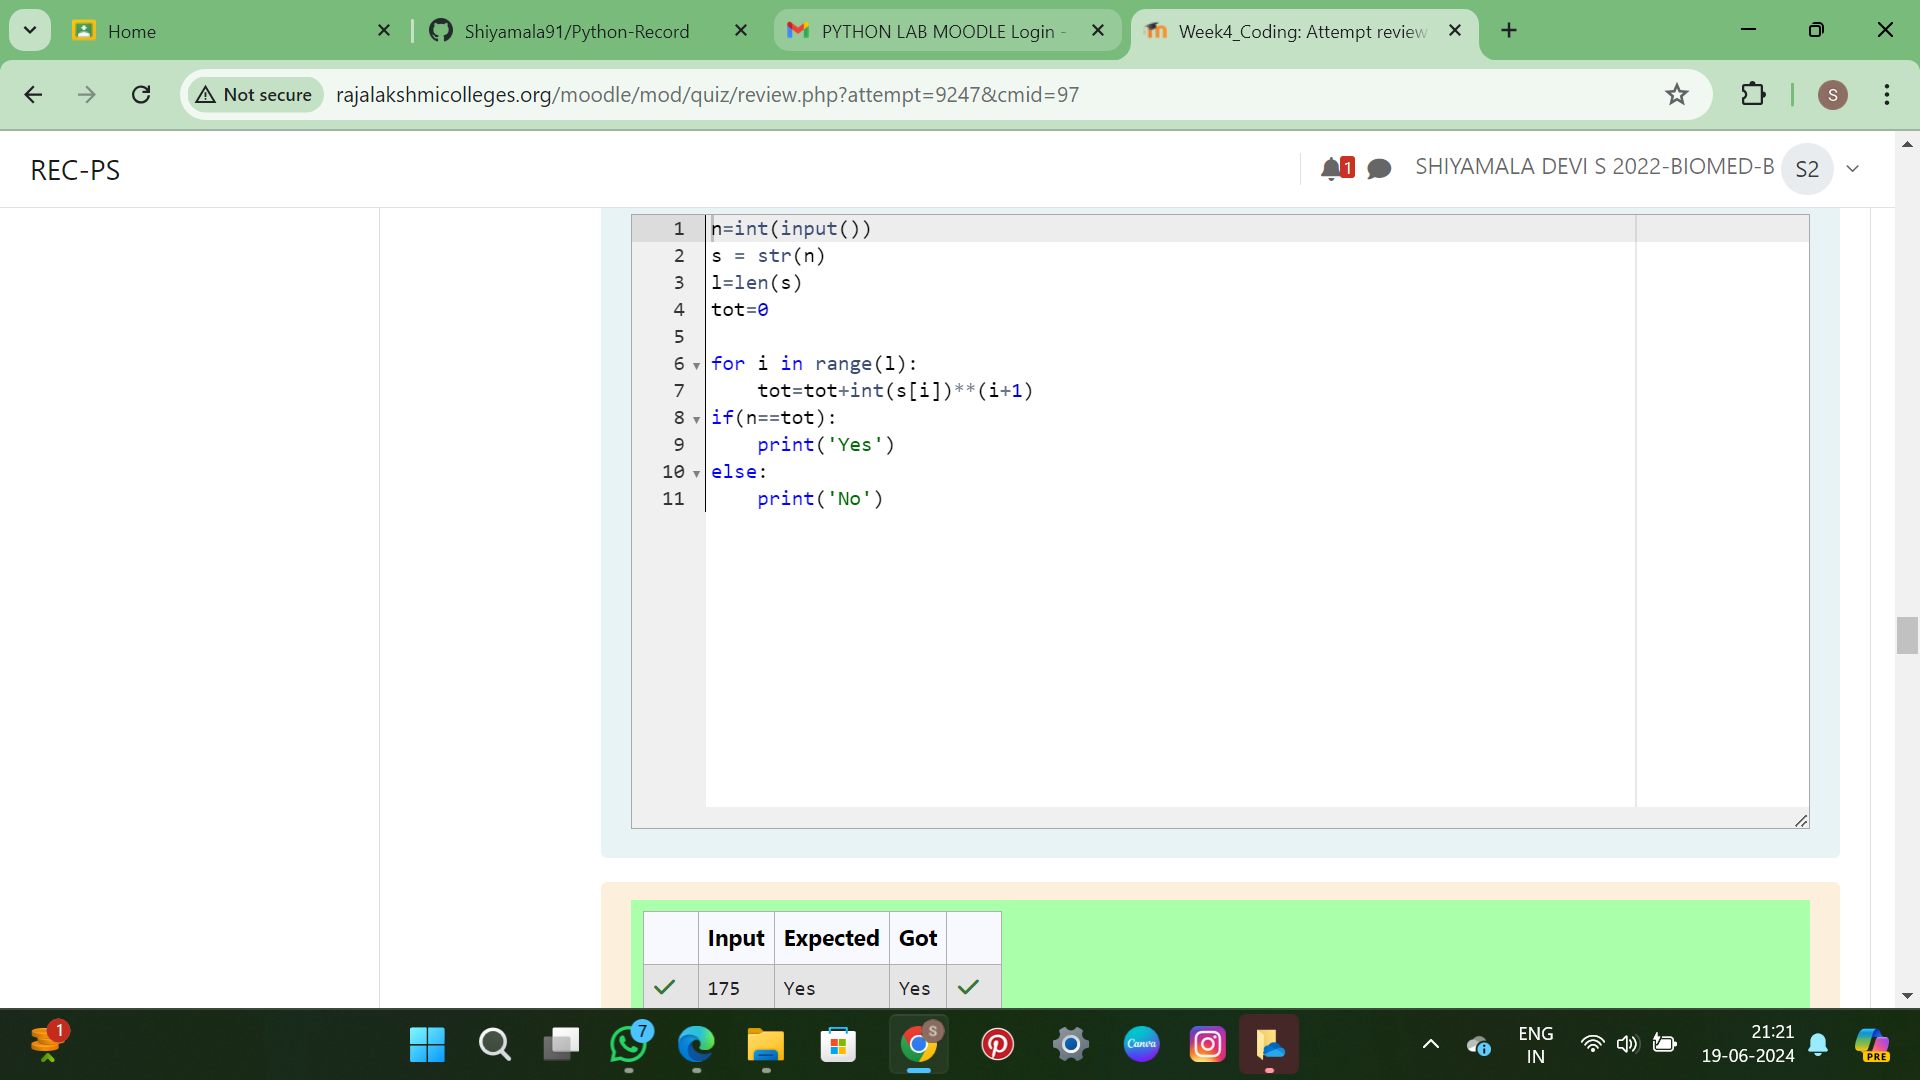 Home
Shiyamala91/Python-Record
PYTHON LAB MOODLE Login -
Week4_Coding: Attempt review
Not secure
rajalakshmicolleges.org/moodle/mod/quiz/review.php?attempt=9247&cmid=97
S
REC-PS
1
SHIYAMALA DEVI S 2022-BIOMED-B
S2
1 n=int(input())
2 s = str(n)
3 l=len(s)
4 tot=0
5
6 for i in range(l):
7 tot=tot+int(s[i])**(i+1)
8 if(n==tot):
9 print('Yes')
10 else:
11 print('No')
Input Expected Got
175 Yes Yes
1
7
S
Canva
ENG
IN
21:21
19-06-2024
PRE